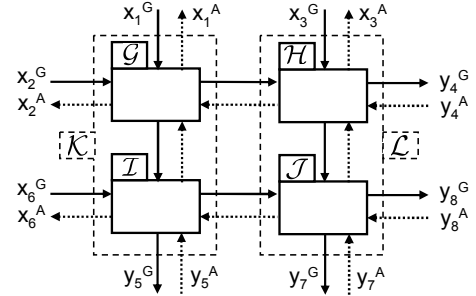 x₁ᴳ x₁ᴬ x₃ᴳ x₃ᴬ
𝒢 ℋ
x₂ᴳ y₄ᴳ
x₂ᴬ y₄ᴬ
𝒦 ℒ
ℐ 𝒥
x₆ᴳ y₈ᴳ
x₆ᴬ y₈ᴬ
y₅ᴳ y₅ᴬ y₇ᴳ y₇ᴬ